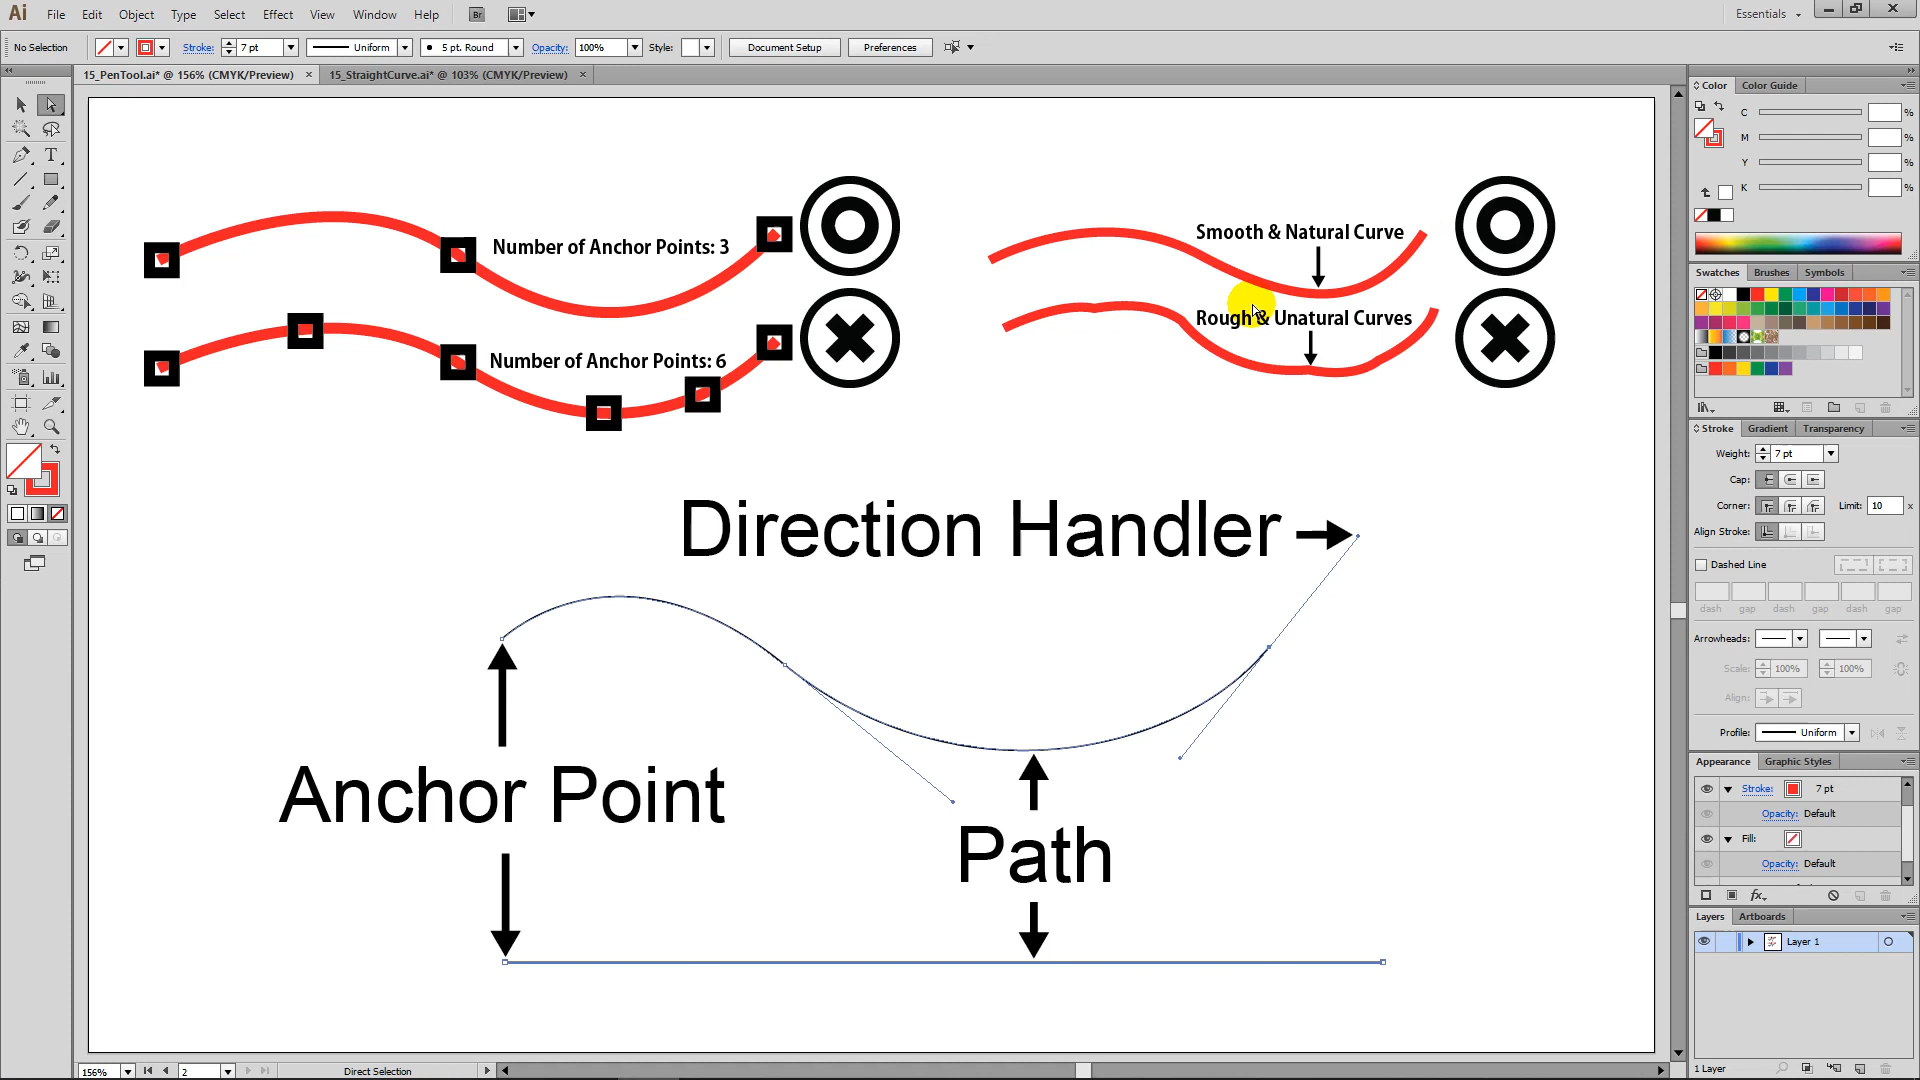 Ai File Edit Object Type Select Effect View Window Help Br Essentials
No Selection Stroke: 7 pt Uniform 5 pt. Round Opacity: 100% Style: Document Setup Preferences
15_PenTool.ai* @ 156% (CMYK/Preview) 15_StraightCurve.ai* @ 103% (CMYK/Preview)
Color Color Guide
C %
M %
Y %
K %
Number of Anchor Points: 3
Smooth & Natural Curve
Rough & Unatural Curves
Number of Anchor Points: 6
Swatches Brushes Symbols
Stroke Gradient Transparency
Weight: 7 pt
Cap:
Corner: Limit: 10 x
Align Stroke:
Dashed Line
dash gap dash gap dash gap
Arrowheads:
Scale: 100% 100%
Align:
Profile: Uniform
Direction Handler
Anchor Point
Path
Appearance Graphic Styles
Stroke: 7 pt
Opacity: Default
Fill:
Opacity: Default
fx
Layers Artboards
Layer 1
1 Layer
156% 2 Direct Selection